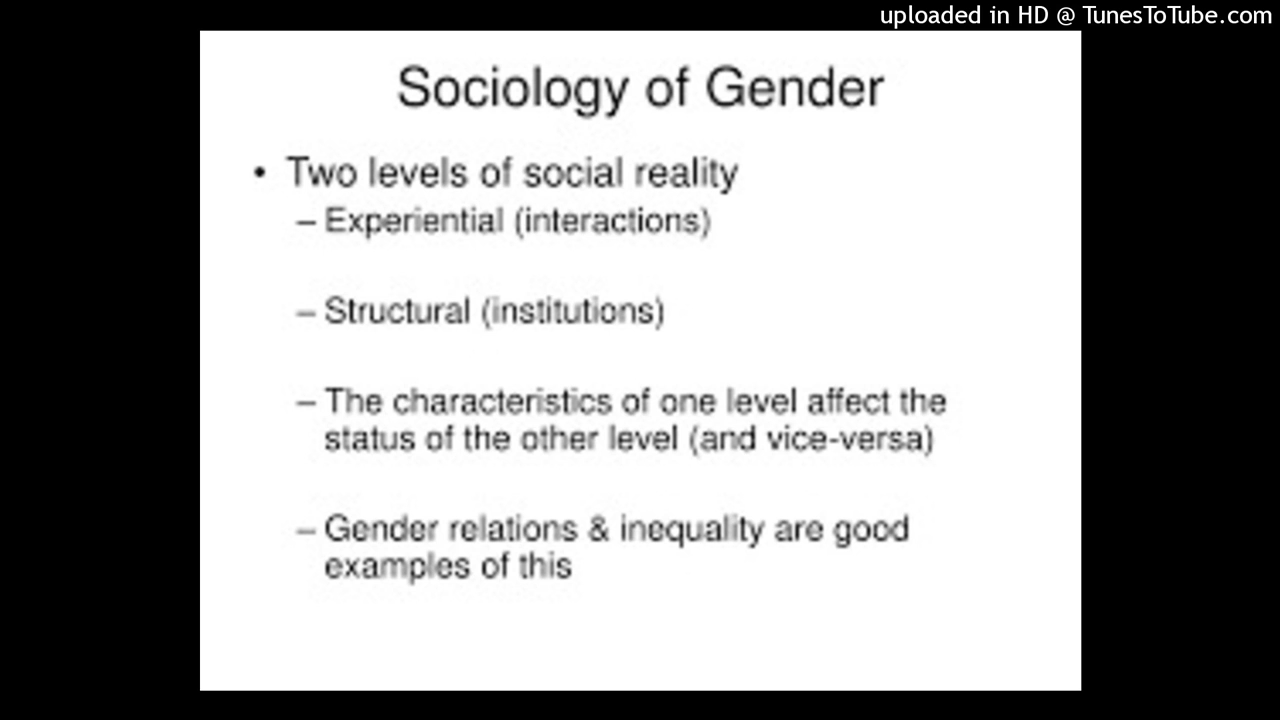 uploaded in HD @ TunesToTube.com
Sociology of Gender
• Two levels of social reality
– Experiential (interactions)
– Structural (institutions)
– The characteristics of one level affect the
status of the other level (and vice-versa)
– Gender relations & inequality are good
examples of this